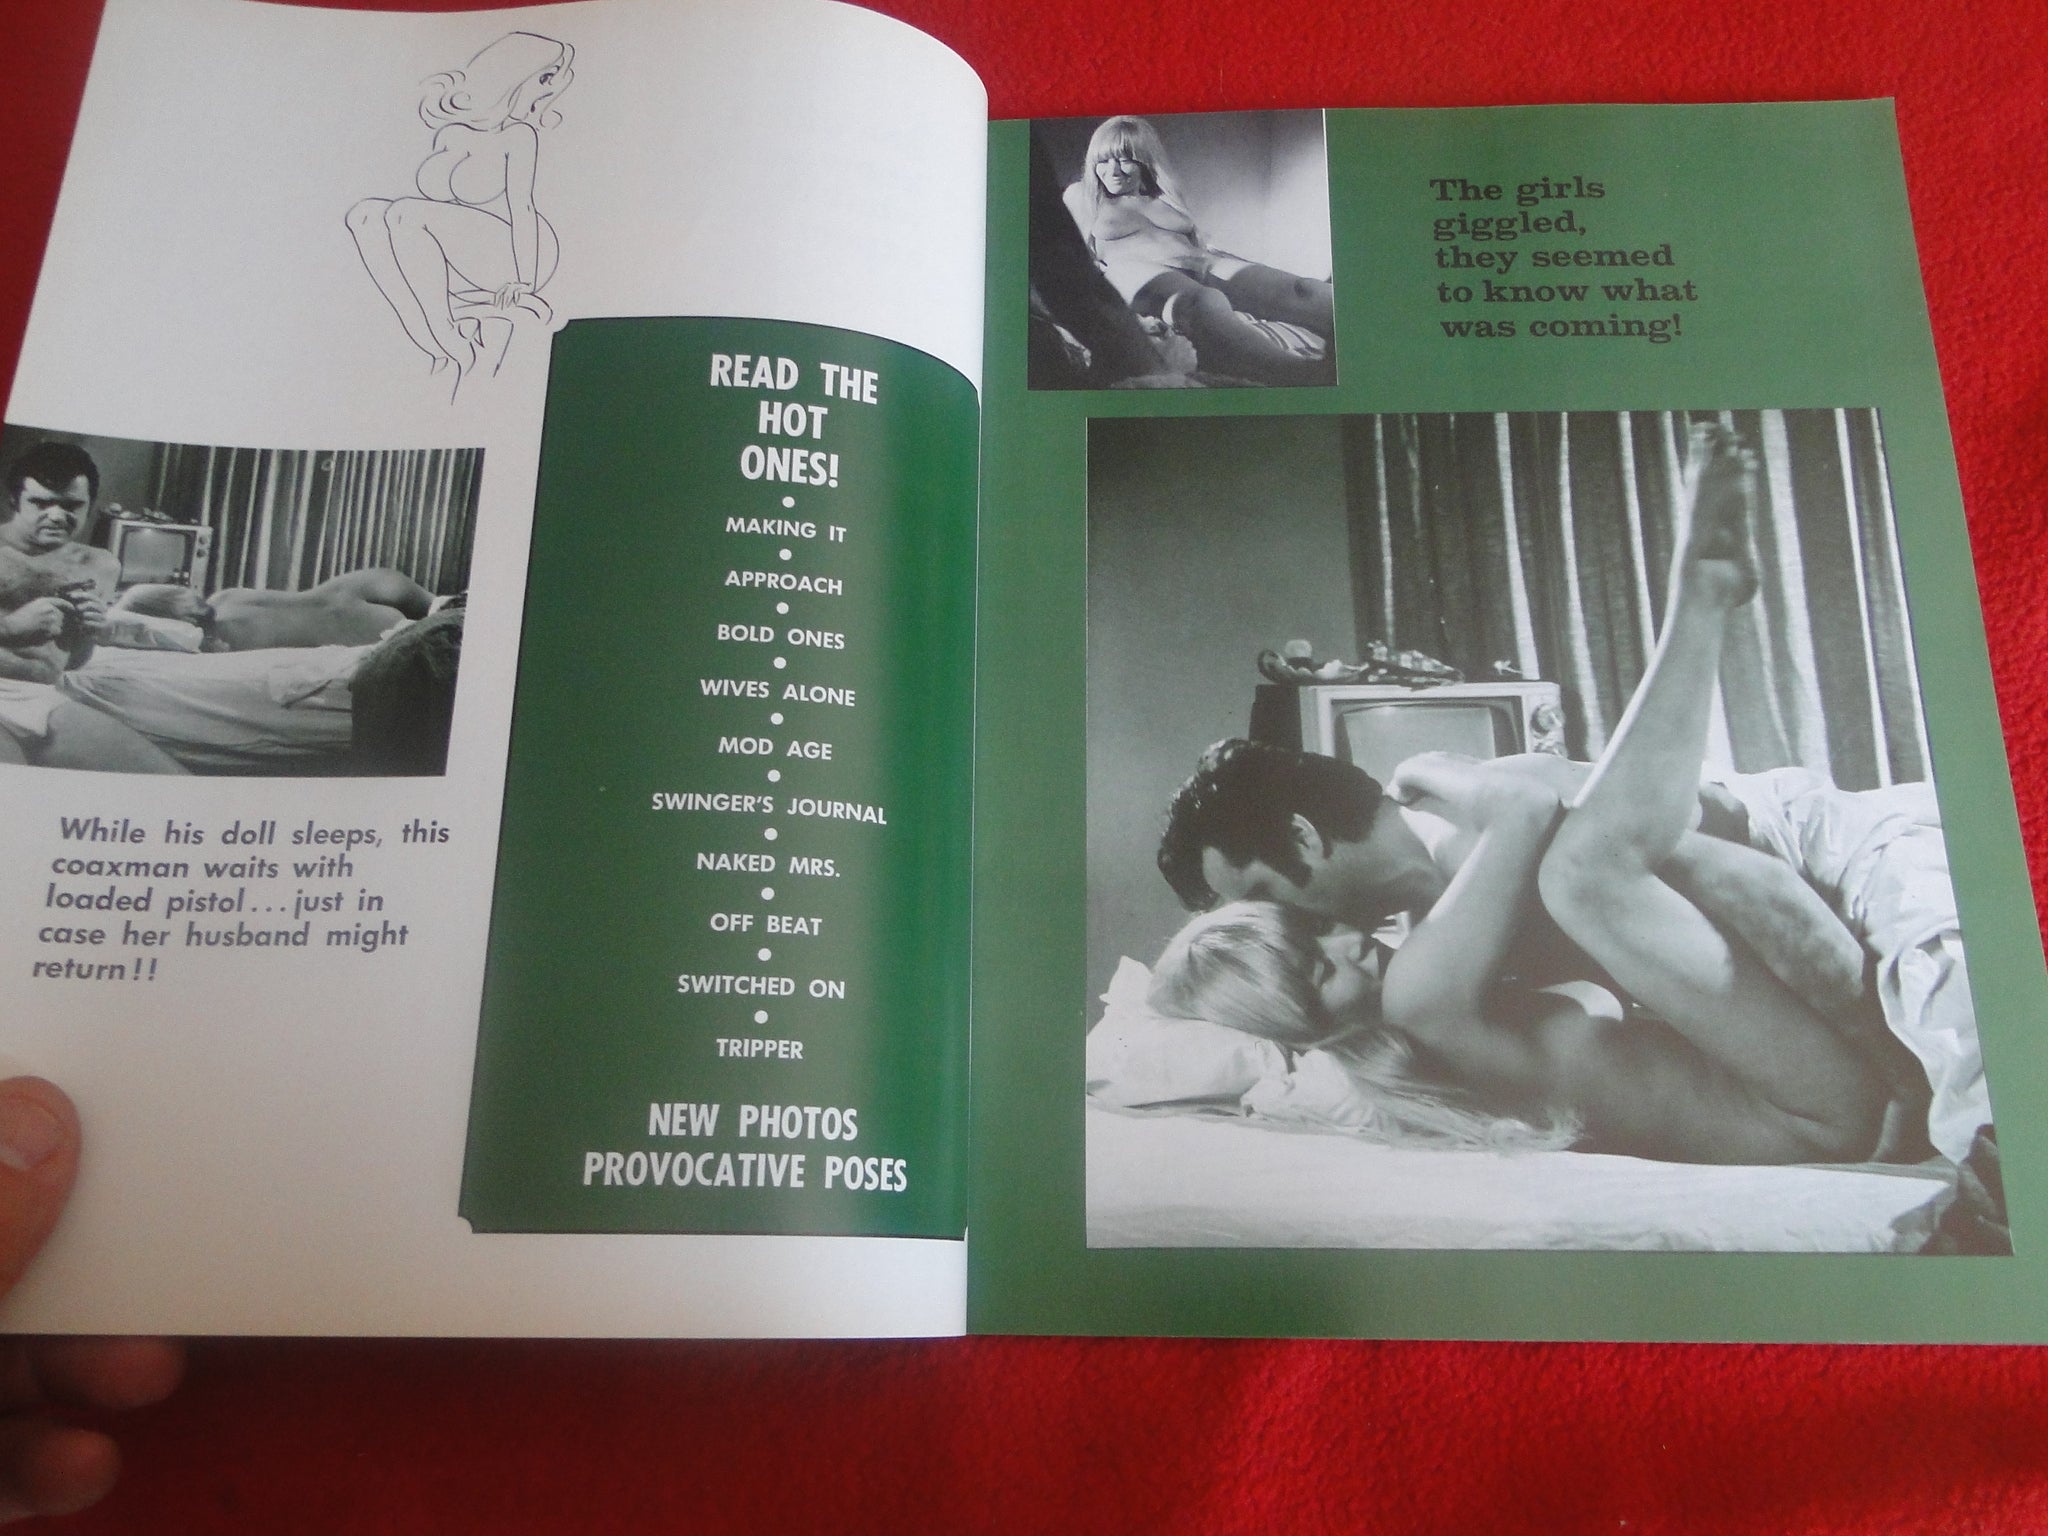 While his doll sleeps, this
coaxman waits with
loaded pistol...just in
case her husband might
return!!
READ THE
HOT
ONES!
MAKING IT
APPROACH
BOLD ONES
WIVES ALONE
MOD AGE
SWINGER'S JOURNAL
NAKED MRS.
OFF BEAT
SWITCHED ON
TRIPPER
NEW PHOTOS
PROVOCATIVE POSES
The girls
giggled,
they seemed
to know what
was coming!